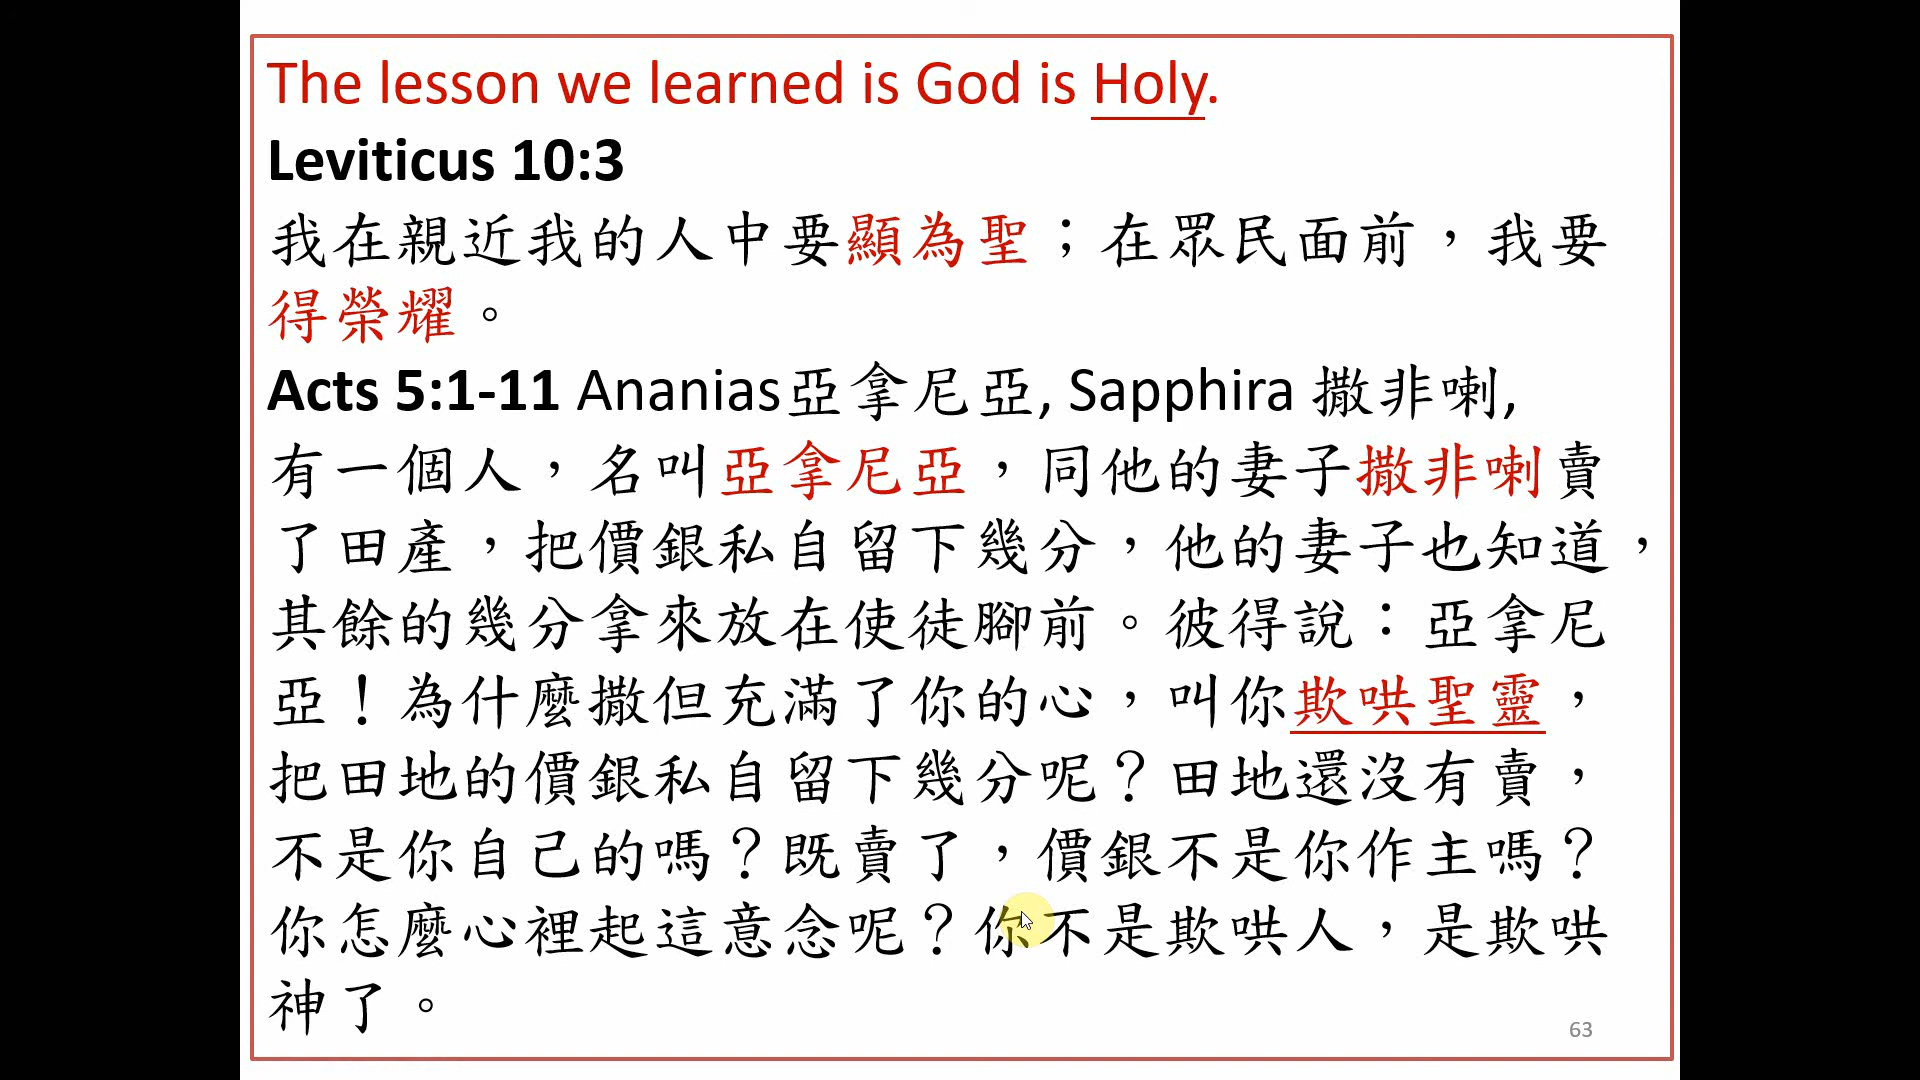 The lesson we learned is God is Holy.
Leviticus 10:3
我在親近我的人中要顯為聖；在眾民面前，我要
得榮耀。
Acts 5:1-11 Ananias亞拿尼亞, Sapphira 撒非喇,
有一個人，名叫亞拿尼亞，同他的妻子撒非喇賣
了田產，把價銀私自留下幾分，他的妻子也知道，
其餘的幾分拿來放在使徒腳前。彼得說：亞拿尼
亞！為什麼撒但充滿了你的心，叫你欺哄聖靈，
把田地的價銀私自留下幾分呢？田地還沒有賣，
不是你自己的嗎？既賣了，價銀不是你作主嗎？
你怎麼心裡起這意念呢？你不是欺哄人，是欺哄
神了。
63